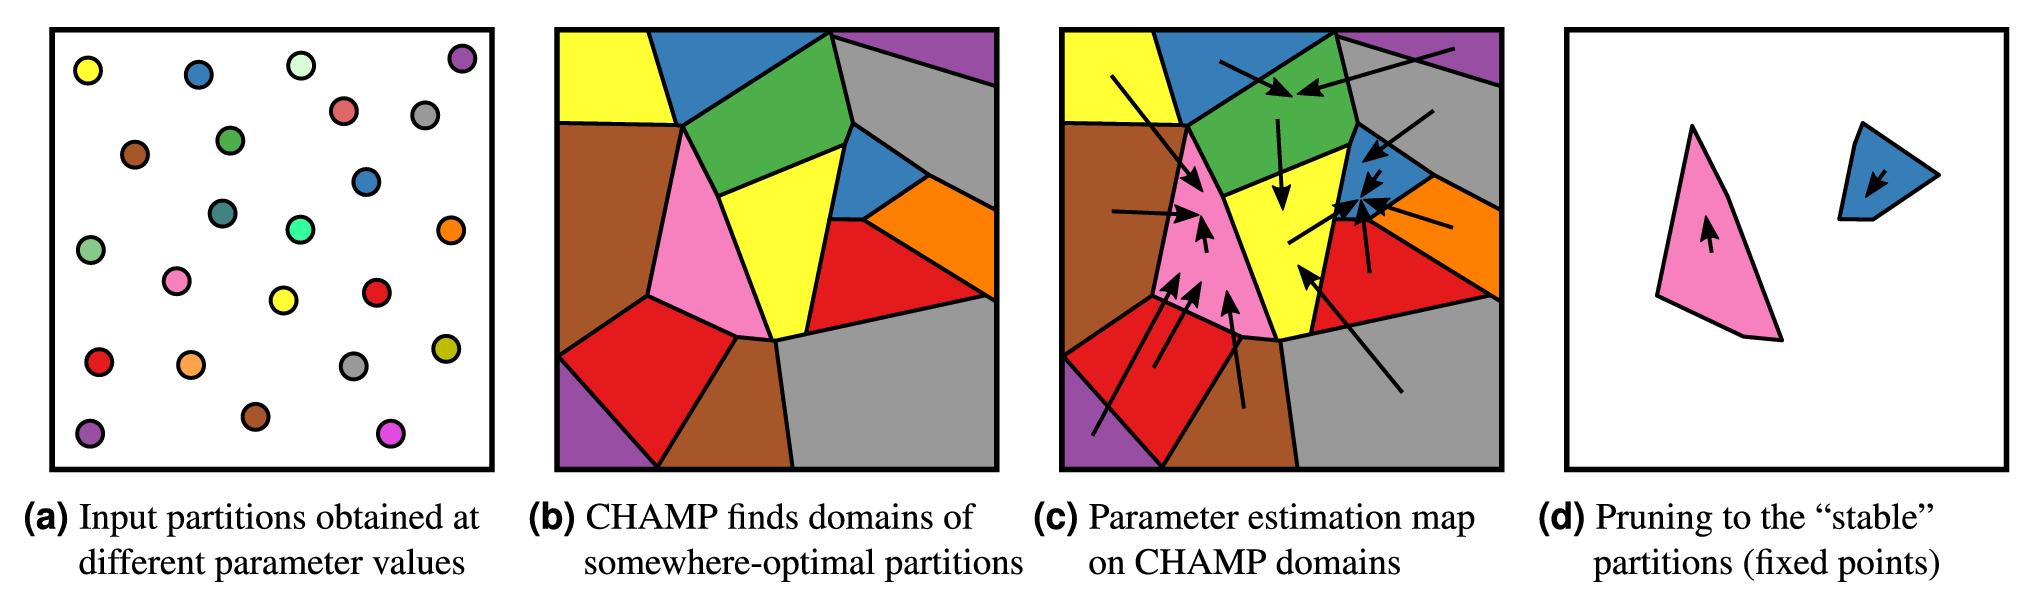 (a) Input partitions obtained at
different parameter values
(b) CHAMP finds domains of
somewhere-optimal partitions
(c) Parameter estimation map
on CHAMP domains
(d) Pruning to the “stable”
partitions (fixed points)